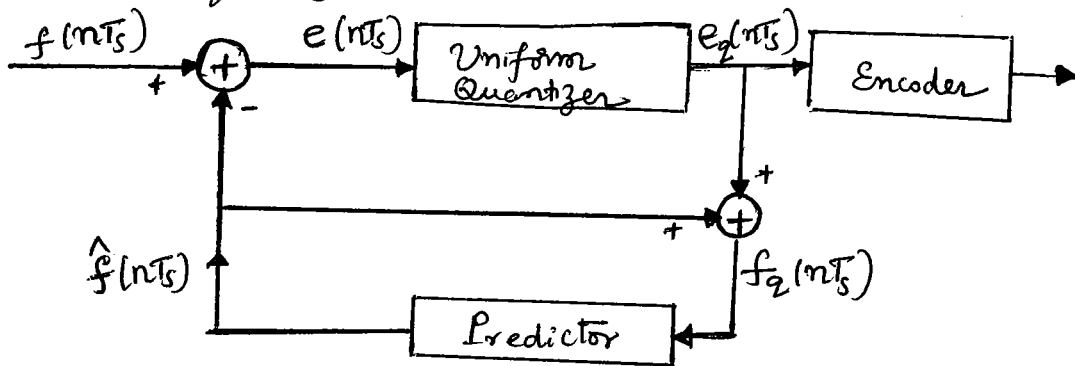 f(nTs)
e(nTs)
Uniform
Quantizer
eq(nTs)
Encoder
+
+
-
+
+
+
f̂(nTs)
fq(nTs)
Predictor